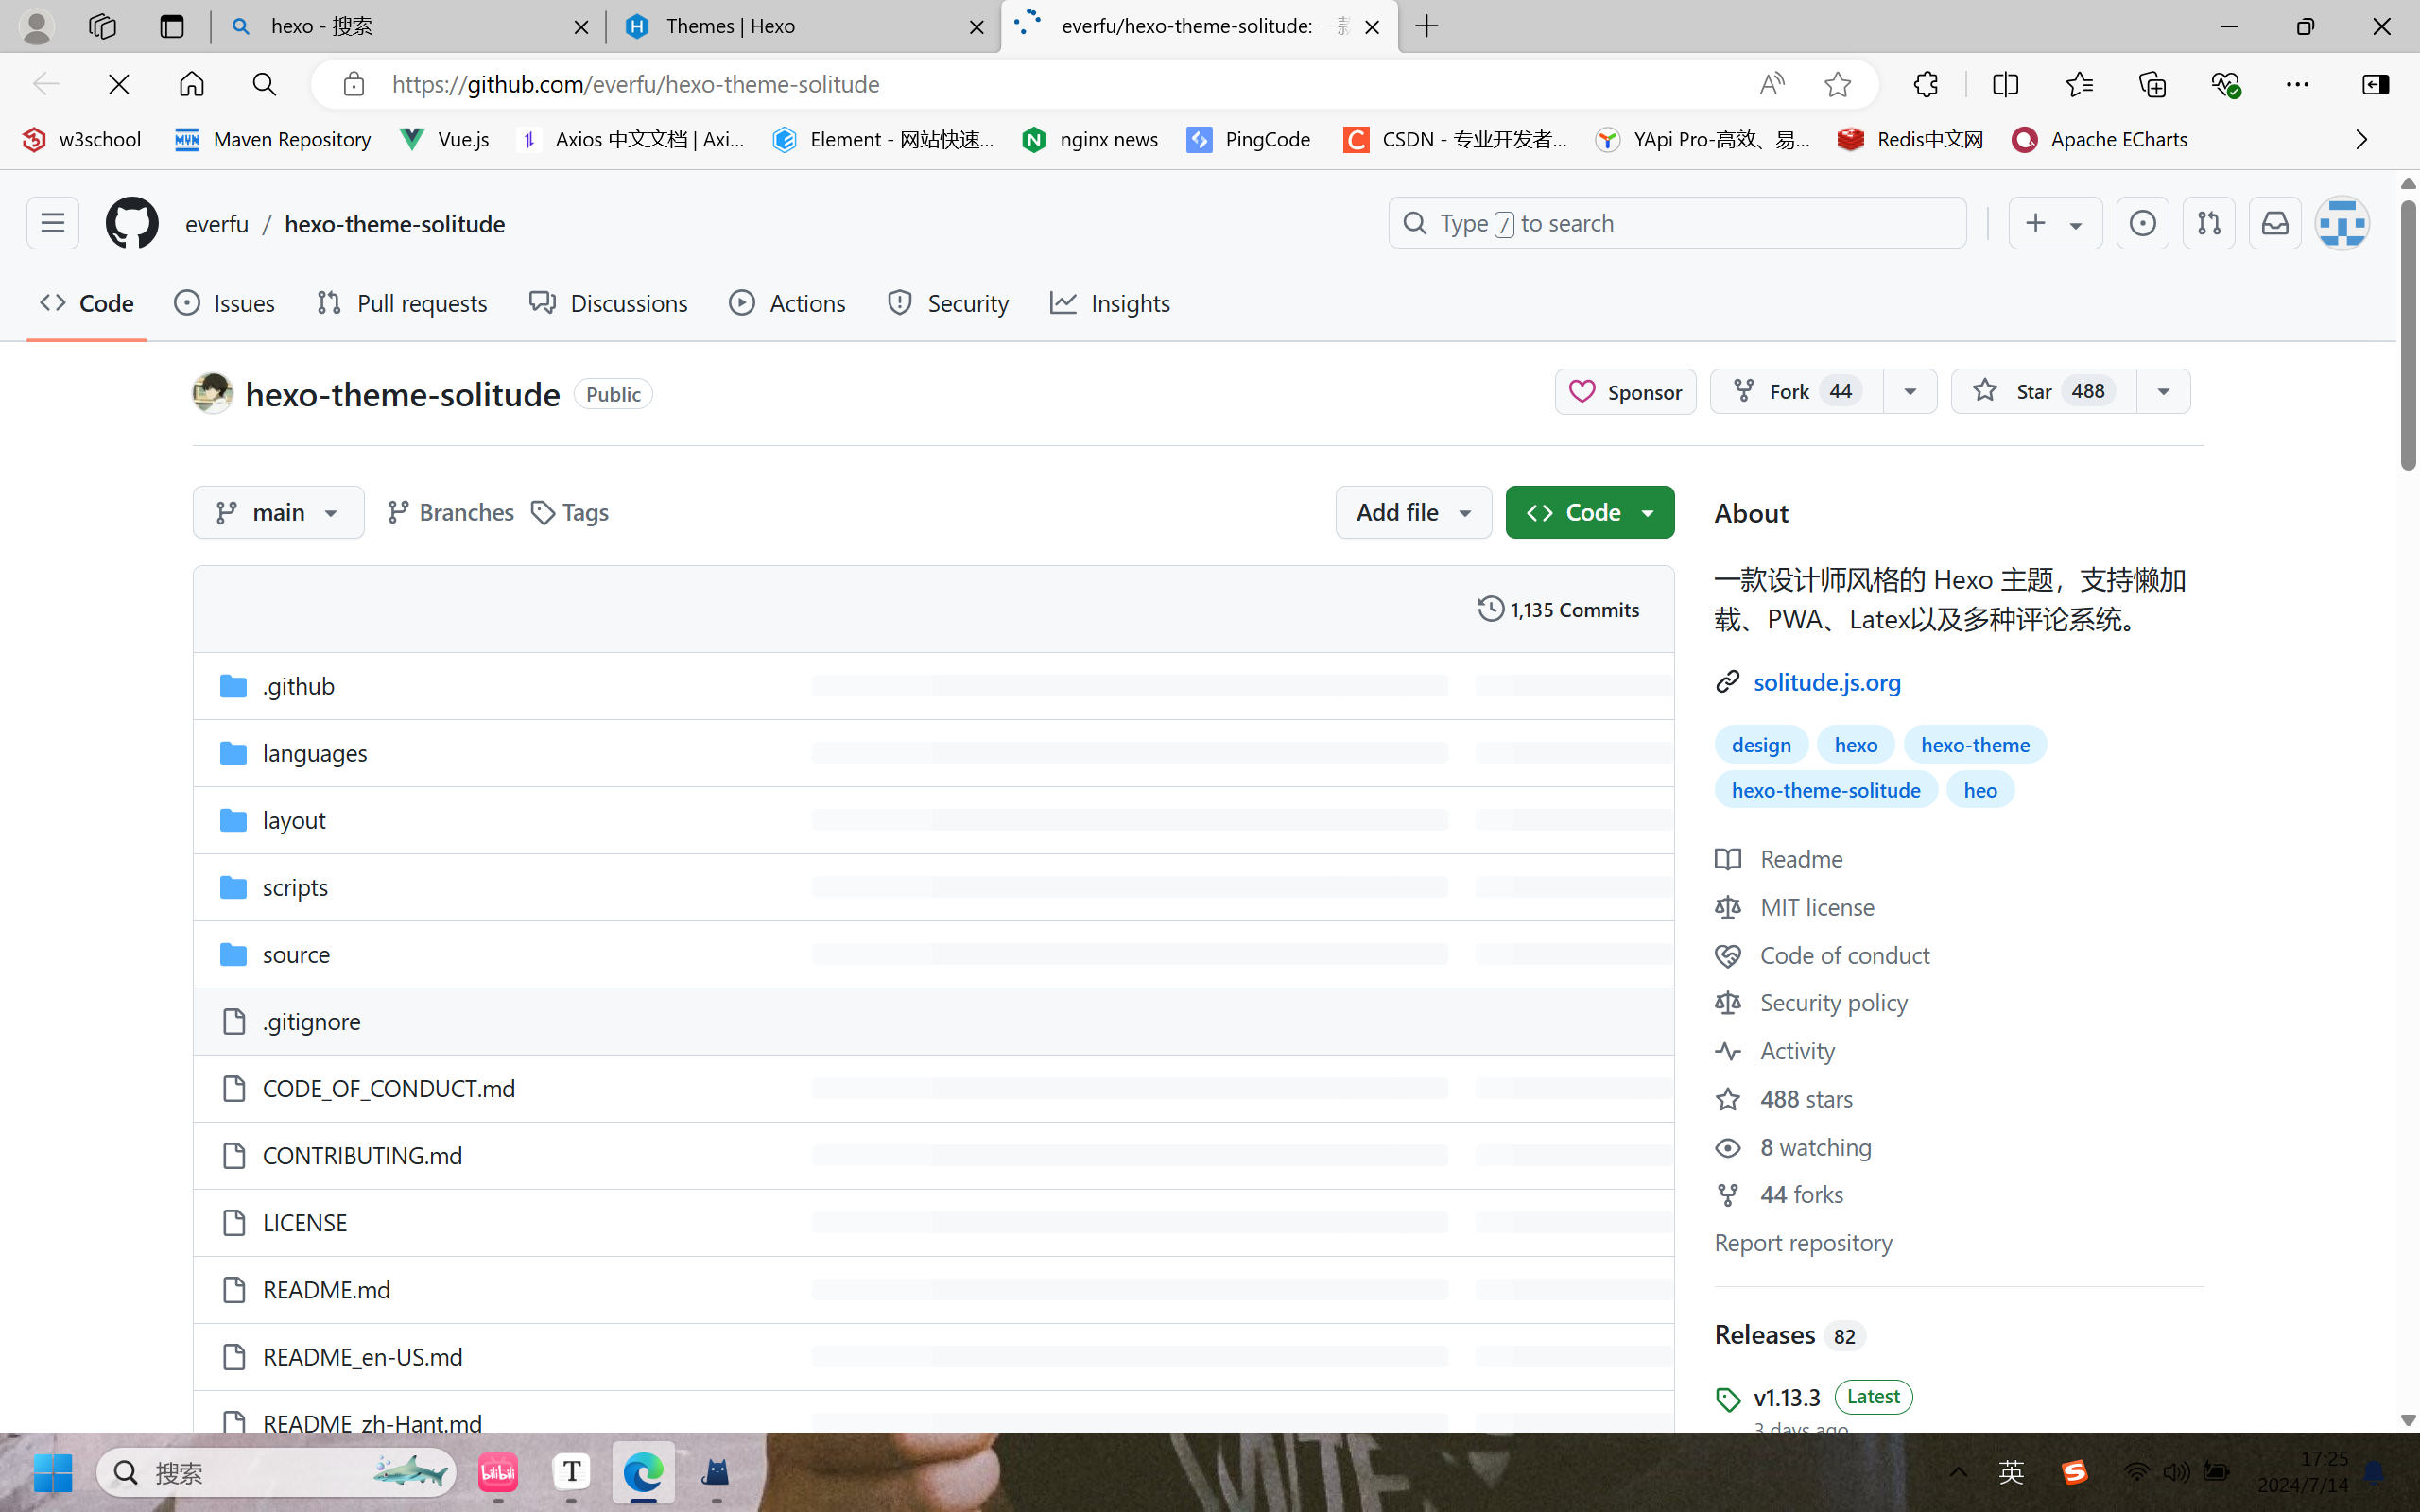 hexo - 搜索
Themes | Hexo
everfu/hexo-theme-solitude: 一款
https://github.com/everfu/hexo-theme-solitude
w3school
Maven Repository
Vue.js
Axios 中文文档 | Axi...
Element - 网站快速...
nginx news
PingCode
CSDN - 专业开发者...
YApi Pro-高效、易...
Redis中文网
Apache ECharts
everfu / hexo-theme-solitude
Type / to search
Code
Issues
Pull requests
Discussions
Actions
Security
Insights
hexo-theme-solitude Public
Sponsor
Fork 44
Star 488
main
Branches
Tags
Add file
Code
1,135 Commits
.github
languages
layout
scripts
source
.gitignore
CODE_OF_CONDUCT.md
CONTRIBUTING.md
LICENSE
README.md
README_en-US.md
README_zh-Hant.md
About
一款设计师风格的 Hexo 主题，支持懒加
载、PWA、Latex以及多种评论系统。
solitude.js.org
design hexo hexo-theme
hexo-theme-solitude heo
Readme
MIT license
Code of conduct
Security policy
Activity
488 stars
8 watching
44 forks
Report repository
Releases 82
v1.13.3 Latest
3 days ago
搜索
bilibili
T
英
17:25
2024/7/14